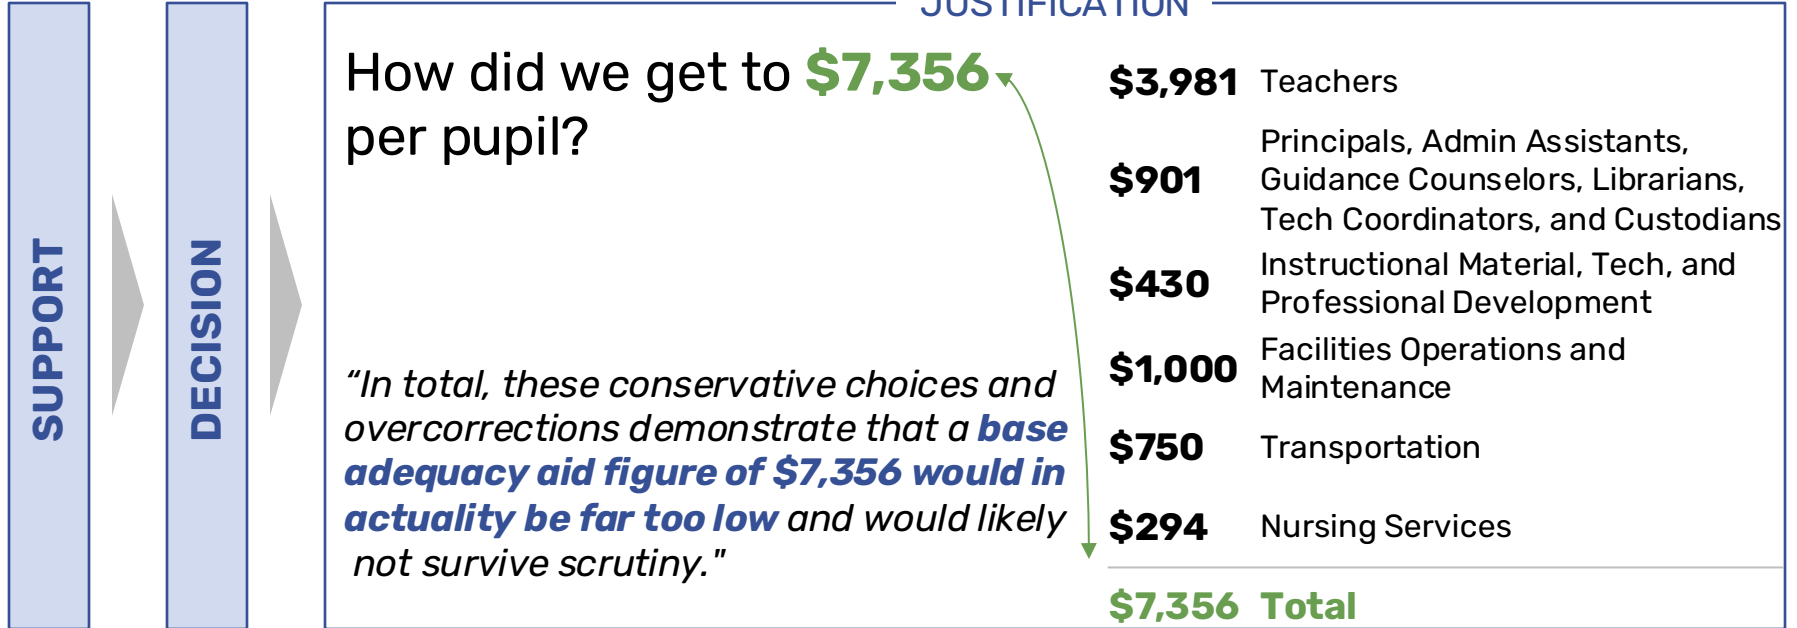 JUSTIFICATION
SUPPORT
DECISION
How did we get to $7,356
per pupil?
“In total, these conservative choices and
overcorrections demonstrate that a base
adequacy aid figure of $7,356 would in
actuality be far too low and would likely
not survive scrutiny."
$3,981 Teachers
$901 Principals, Admin Assistants,
Guidance Counselors, Librarians,
Tech Coordinators, and Custodians
$430 Instructional Material, Tech, and
Professional Development
$1,000 Facilities Operations and
Maintenance
$750 Transportation
$294 Nursing Services
$7,356 Total